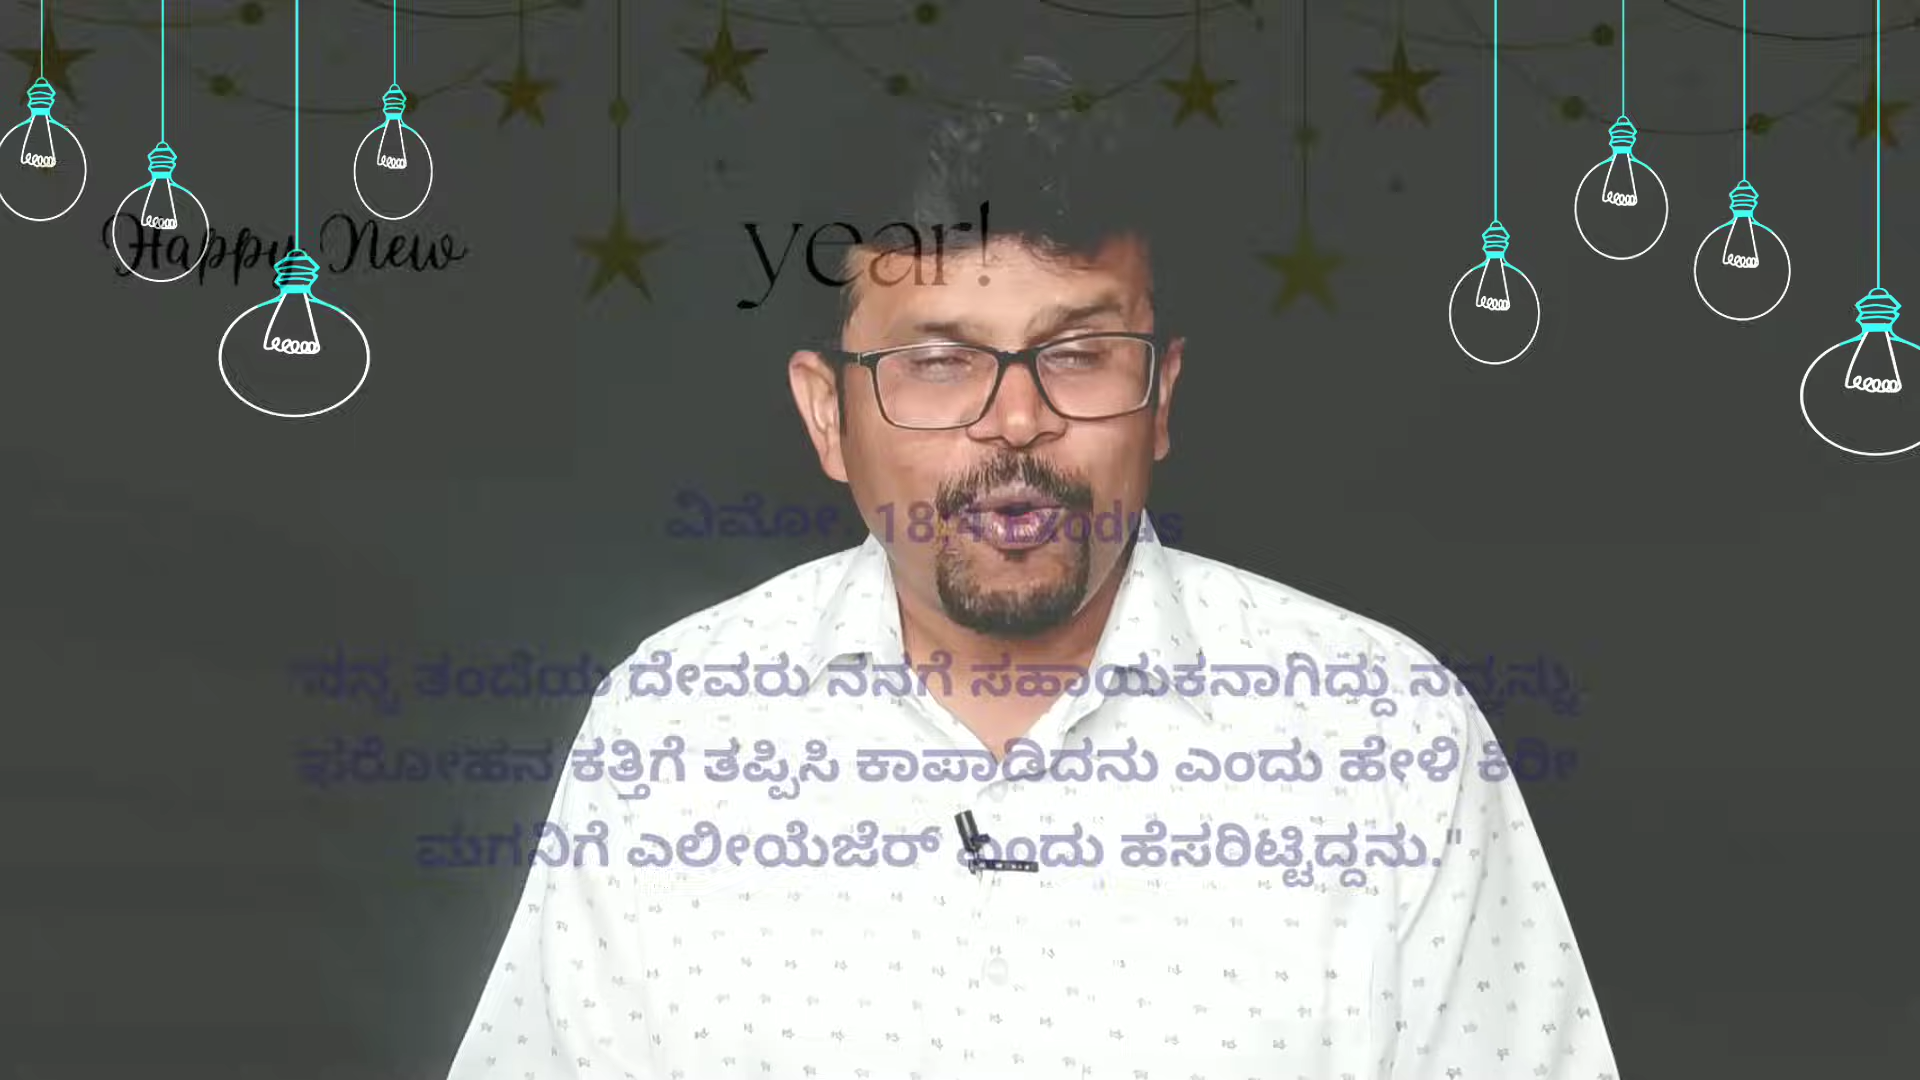 Happy New year!
ವಿಮೋ. 18:4 Exodus
"ನನ್ನ ತಂದೆಯ ದೇವರು ನನಗೆ ಸಹಾಯಕನಾಗಿದ್ದು ನನ್ನನ್ನು
ಫರೋಹನ ಕತ್ತಿಗೆ ತಪ್ಪಿಸಿ ಕಾಪಾಡಿದನು ಎಂದು ಹೇಳಿ ಕಿರೀ
ಮಗನಿಗೆ ಎಲೀಯೆಜೆರ್ ಎಂದು ಹೆಸರಿಟ್ಟಿದ್ದನು."